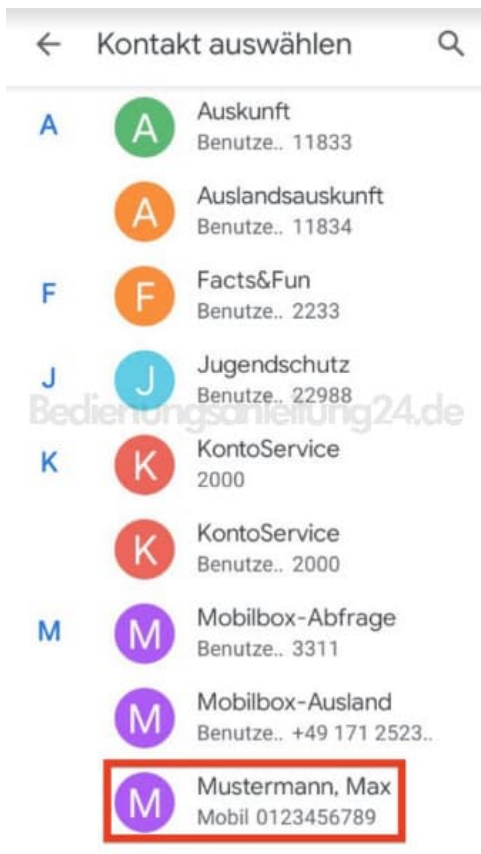 Kontakt auswählen
A
A
Auskunft
Benutze.. 11833
A
Auslandsauskunft
Benutze.. 11834
F
F
Facts&Fun
Benutze.. 2233
J
J
Jugendschutz
Benutze.. 22988
Bedienungsanleitung24.de
K
K
KontoService
2000
K
KontoService
Benutze.. 2000
M
M
Mobilbox-Abfrage
Benutze.. 3311
M
Mobilbox-Ausland
Benutze.. +49 171 2523..
M
Mustermann, Max
Mobil 0123456789